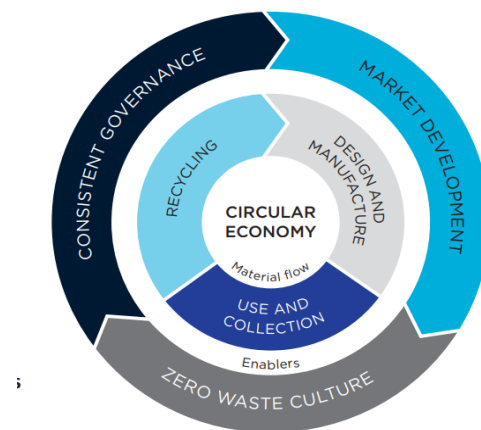 CONSISTENT GOVERNANCE
MARKET DEVELOPMENT
RECYCLING
DESIGN AND
MANUFACTURE
CIRCULAR
ECONOMY
Material flow
USE AND
COLLECTION
Enablers
ZERO WASTE CULTURE
s